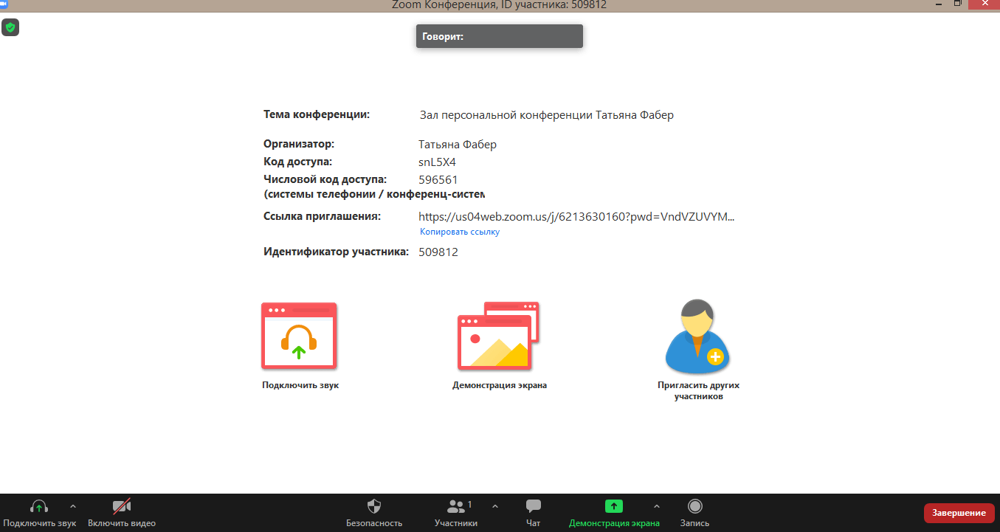 Zoom Конференция, ID участника: 509812
Говорит:
Тема конференции: Зал персональной конференции Татьяна Фабер
Организатор: Татьяна Фабер
Код доступа: snL5X4
Числовой код доступа: 596561
(системы телефонии / конференц-систем
Ссылка приглашения: https://us04web.zoom.us/j/6213630160?pwd=VndVZUVYM...
Копировать ссылку
Идентификатор участника: 509812
Подключить звук
Демонстрация экрана
Пригласить других
участников
1
Подключить звук Включить видео Безопасность Участники Чат Демонстрация экрана Запись Завершение